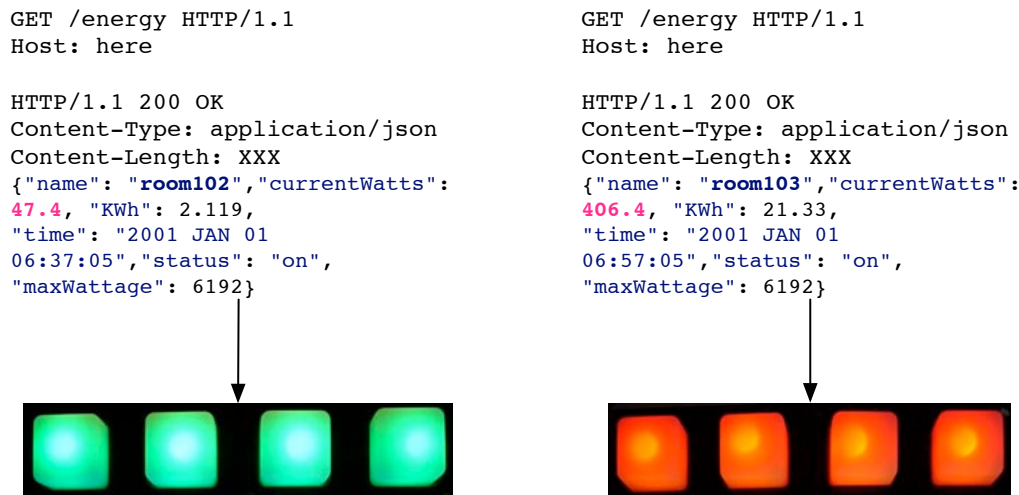 GET /energy HTTP/1.1
Host: here
HTTP/1.1 200 OK
Content-Type: application/json
Content-Length: XXX
{"name": "room102","currentWatts":
47.4, "KWh": 2.119,
"time": "2001 JAN 01
06:37:05","status": "on",
"maxWattage": 6192}
GET /energy HTTP/1.1
Host: here
HTTP/1.1 200 OK
Content-Type: application/json
Content-Length: XXX
{"name": "room103","currentWatts":
406.4, "KWh": 21.33,
"time": "2001 JAN 01
06:57:05","status": "on",
"maxWattage": 6192}